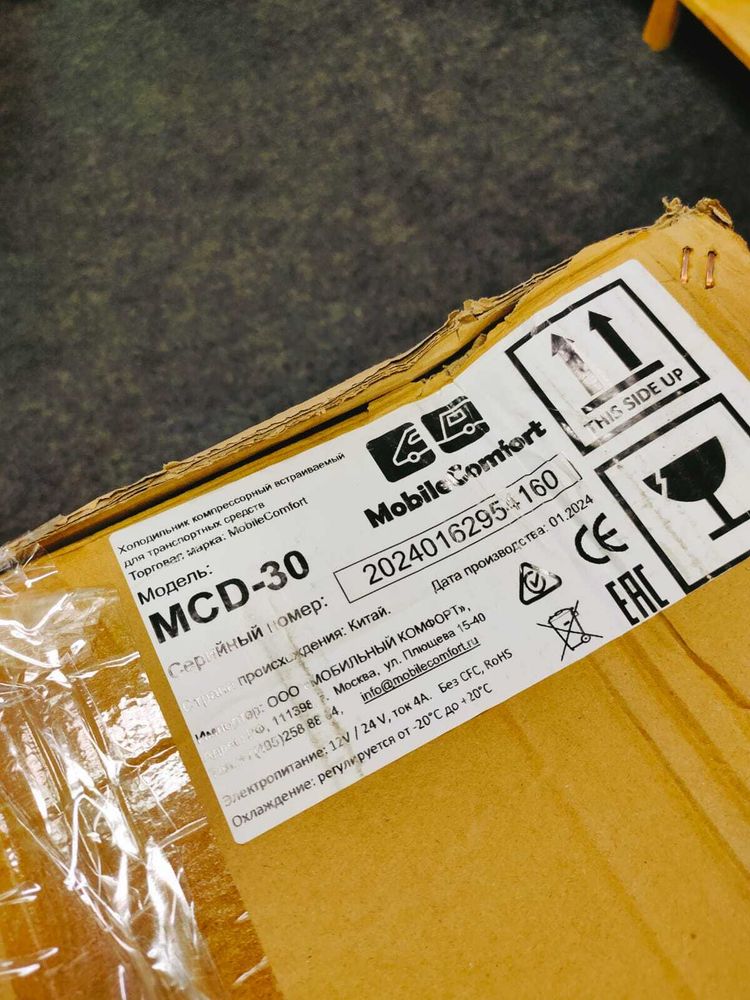 Холодильник компрессорный встраиваемый
для транспортных средств
Торговая марка: MobileComfort
Модель:
MCD-30
MobileComfort
THIS SIDE UP
Серийный номер:
Дата производства: 01.2024
Страна происхождения: Китай.
CE
EAC
Импортер: ООО «МОБИЛЬНЫЙ КОМФОРТ»,
г. Москва, ул. Плющева 15-40
info@mobilecomfort.ru
Электропитание: 12V / 24V, ток 4А. Без CFC, RoHS
Охлаждение: регулируется от -20°C до +20°C